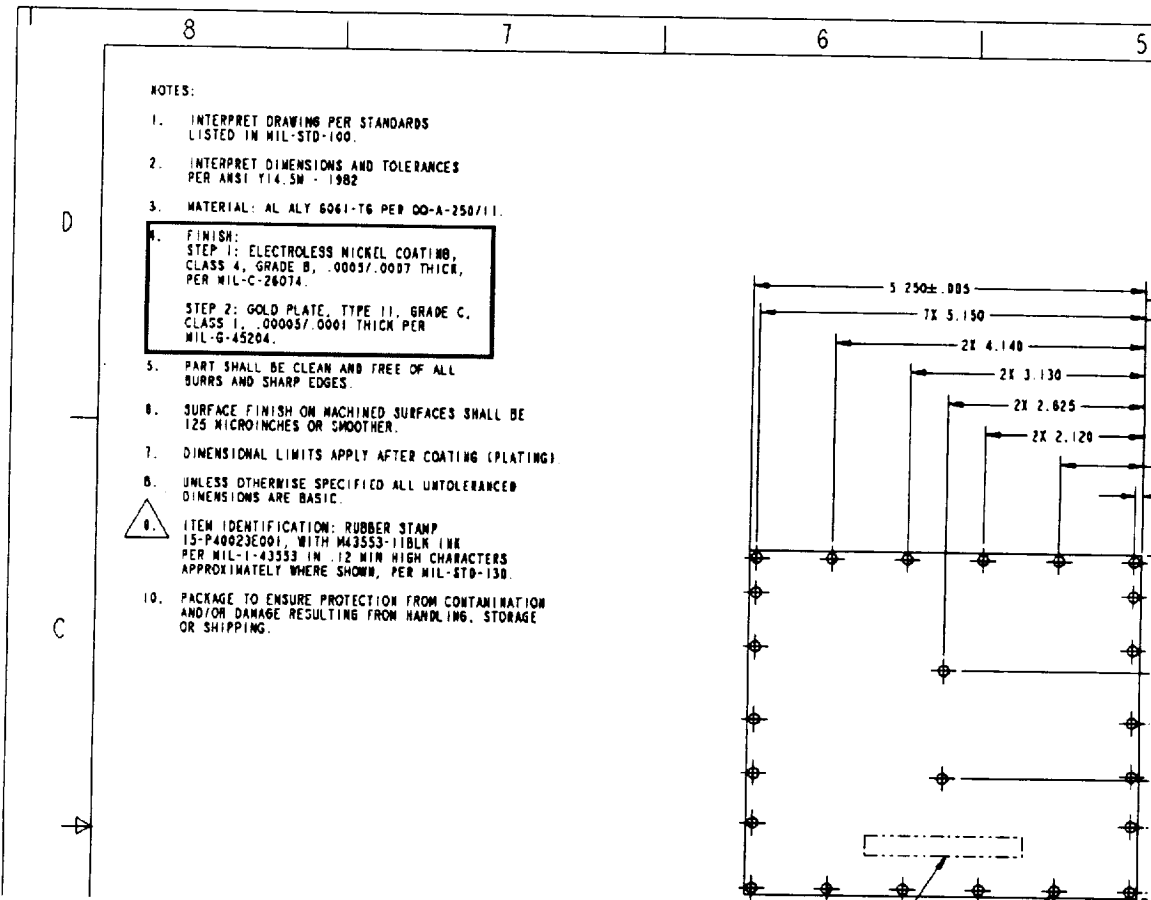 8 7 6 5
NOTES:
1. INTERPRET DRAWING PER STANDARDS
LISTED IN MIL-STD-100.
2. INTERPRET DIMENSIONS AND TOLERANCES
PER ANSI Y14.5M - 1982
3. MATERIAL: AL ALY 6061-T6 PER QQ-A-250/11.
D
4. FINISH:
STEP 1: ELECTROLESS NICKEL COATING,
CLASS 4, GRADE B, .0005/.0007 THICK,
PER MIL-C-26074.
STEP 2: GOLD PLATE, TYPE II, GRADE C,
CLASS 1, .00005/.0001 THICK PER
MIL-G-45204.
5. PART SHALL BE CLEAN AND FREE OF ALL
BURRS AND SHARP EDGES.
6. SURFACE FINISH ON MACHINED SURFACES SHALL BE
125 MICROINCHES OR SMOOTHER.
7. DIMENSIONAL LIMITS APPLY AFTER COATING (PLATING)
8. UNLESS OTHERWISE SPECIFIED ALL UNTOLERANCED
DIMENSIONS ARE BASIC.
9. ITEM IDENTIFICATION: RUBBER STAMP
15-P40023E001, WITH M43553-11BLK INK
PER MIL-I-43553 IN .12 MIN HIGH CHARACTERS
APPROXIMATELY WHERE SHOWN, PER MIL-STD-130.
10. PACKAGE TO ENSURE PROTECTION FROM CONTAMINATION
AND/OR DAMAGE RESULTING FROM HANDLING, STORAGE
OR SHIPPING.
C
5.250±.005
7X 5.150
2X 4.140
2X 3.130
2X 2.625
2X 2.120